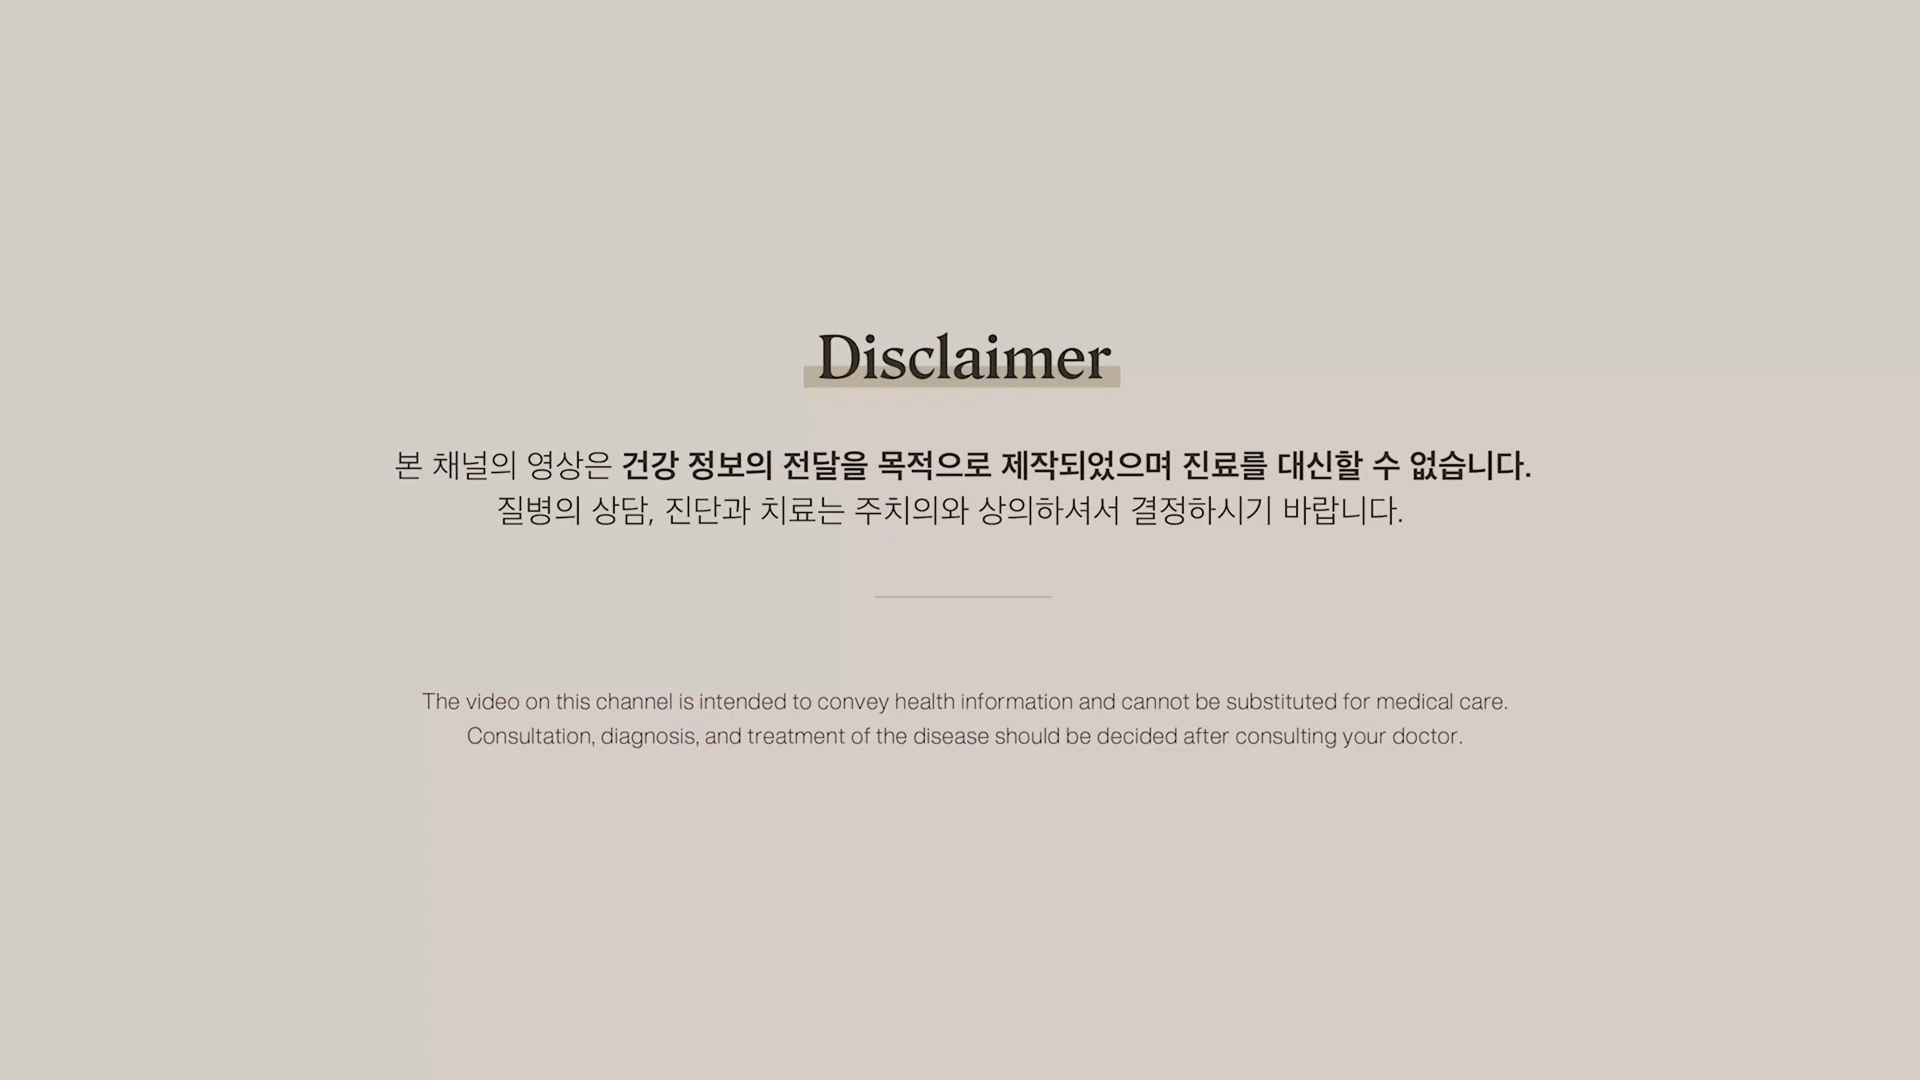 Disclaimer
본 채널의 영상은 건강 정보의 전달을 목적으로 제작되었으며 진료를 대신할 수 없습니다.
질병의 상담, 진단과 치료는 주치의와 상의하셔서 결정하시기 바랍니다.
The video on this channel is intended to convey health information and cannot be substituted for medical care.
Consultation, diagnosis, and treatment of the disease should be decided after consulting your doctor.